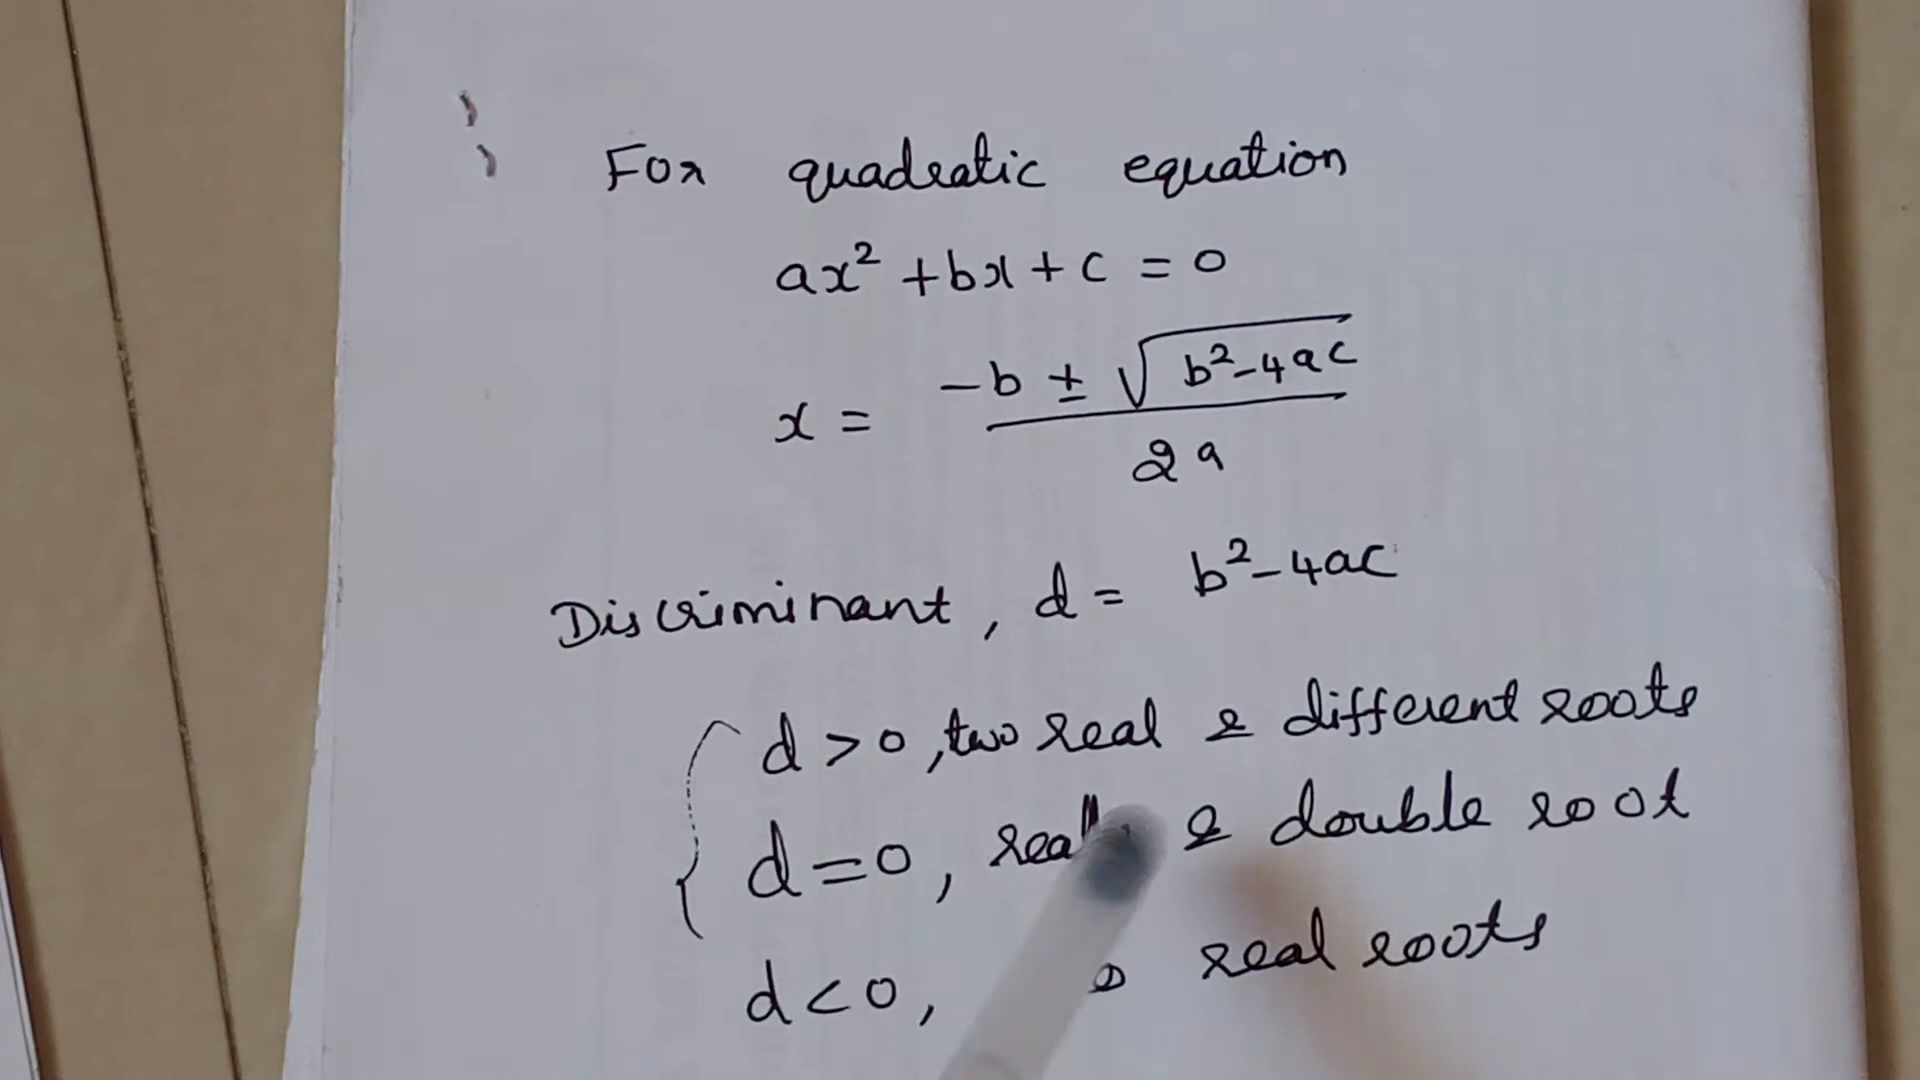 For quadratic equation
ax² + bx + c = 0
x = (-b ± √(b²-4ac)) / 2a
Discriminant, d = b²-4ac
d > 0, two real & different roots
d = 0, real & double root
d < 0, real roots